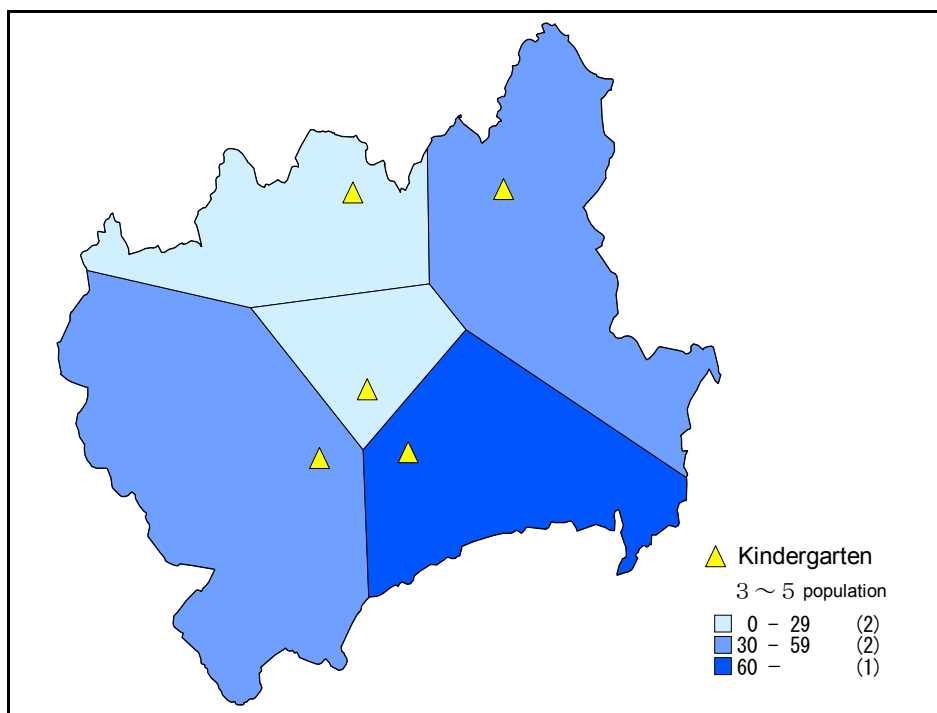 Kindergarten
3～5 population
0 - 29 (2)
30 - 59 (2)
60 - (1)